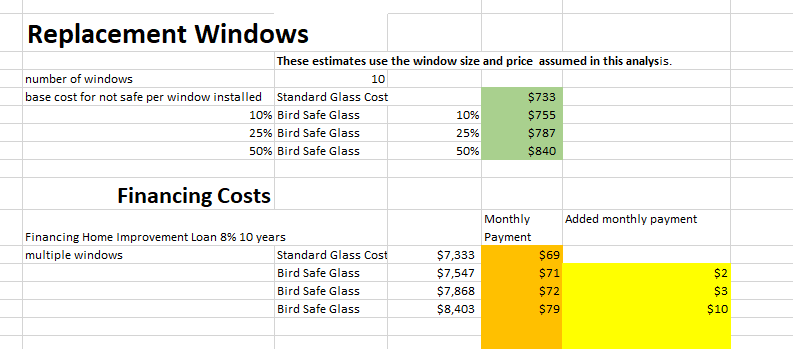 Replacement Windows
These estimates use the window size and price assumed in this analysis.
number of windows 10
base cost for not safe per window installed Standard Glass Cost $733
10% Bird Safe Glass 10% $755
25% Bird Safe Glass 25% $787
50% Bird Safe Glass 50% $840
Financing Costs
Monthly Payment Added monthly payment
Financing Home Improvement Loan 8% 10 years
multiple windows Standard Glass Cost $7,333 $69
Bird Safe Glass $7,547 $71 $2
Bird Safe Glass $7,868 $72 $3
Bird Safe Glass $8,403 $79 $10